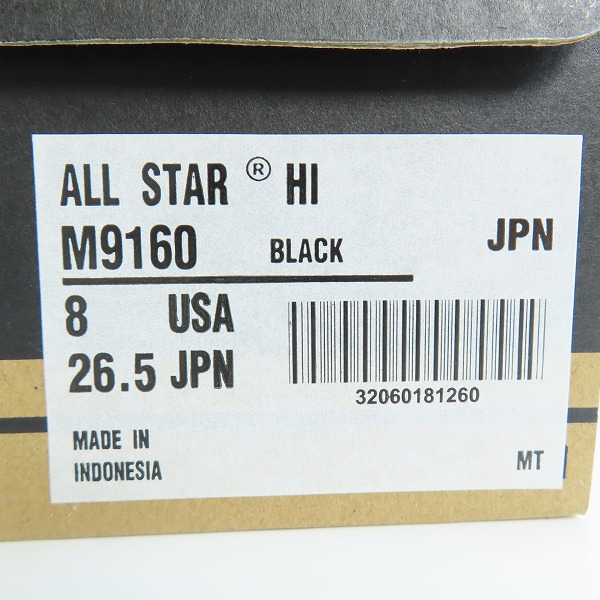 ALL STAR ® HI
M9160 BLACK JPN
8 USA
26.5 JPN
32060181260
MADE IN
INDONESIA
MT